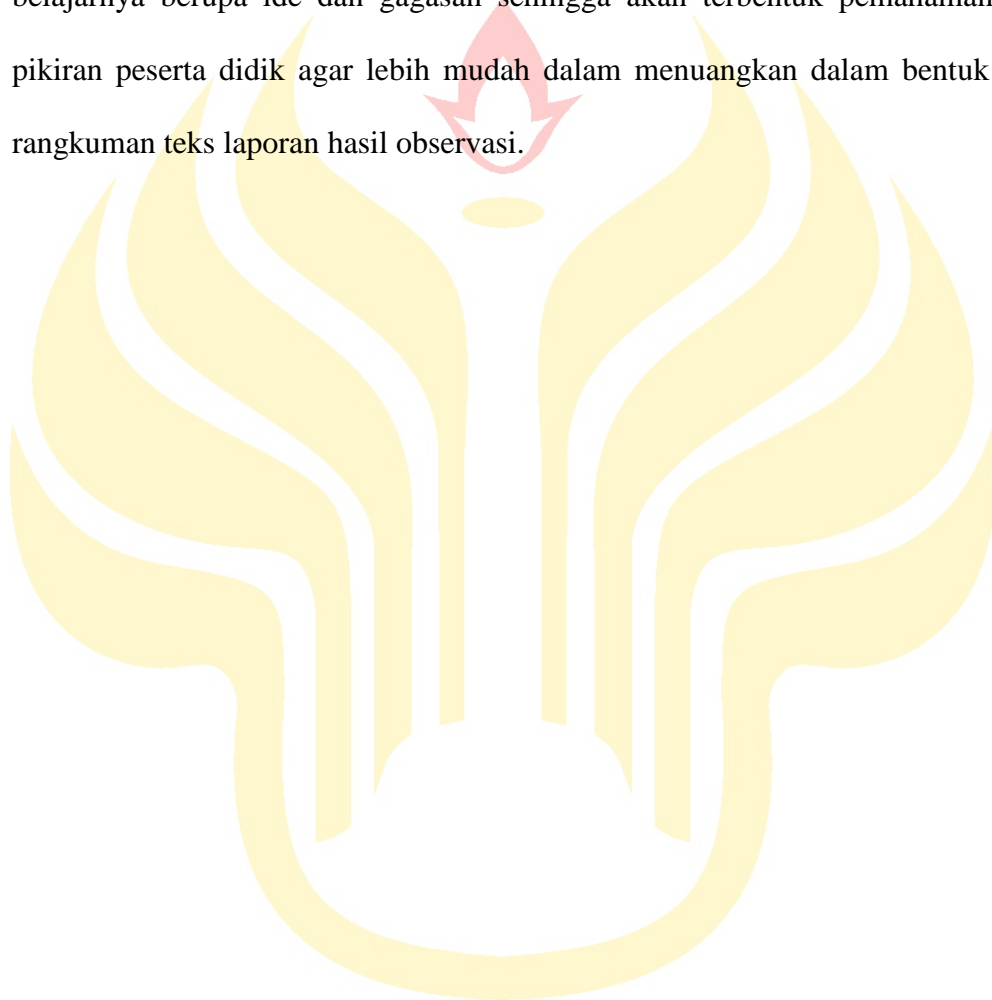 belajarnya berupa ide dan gagasan sehingga akan terbentuk pemahaman
pikiran peserta didik agar lebih mudah dalam menuangkan dalam bentuk
rangkuman teks laporan hasil observasi.